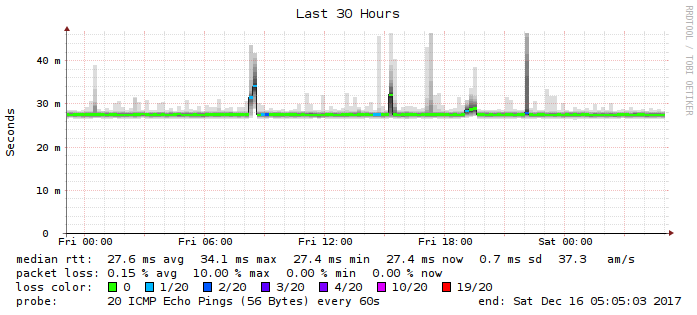 Last 30 Hours
RRDTOOL / TOBI OETIKER
Seconds
40 m
30 m
20 m
10 m
0
Fri 00:00 Fri 06:00 Fri 12:00 Fri 18:00 Sat 00:00
median rtt: 27.6 ms avg 34.1 ms max 27.4 ms min 27.4 ms now 0.7 ms sd 37.3 am/s
packet loss: 0.15 % avg 10.00 % max 0.00 % min 0.00 % now
loss color: 0 1/20 2/20 3/20 4/20 10/20 19/20
probe: 20 ICMP Echo Pings (56 Bytes) every 60s end: Sat Dec 16 05:05:03 2017